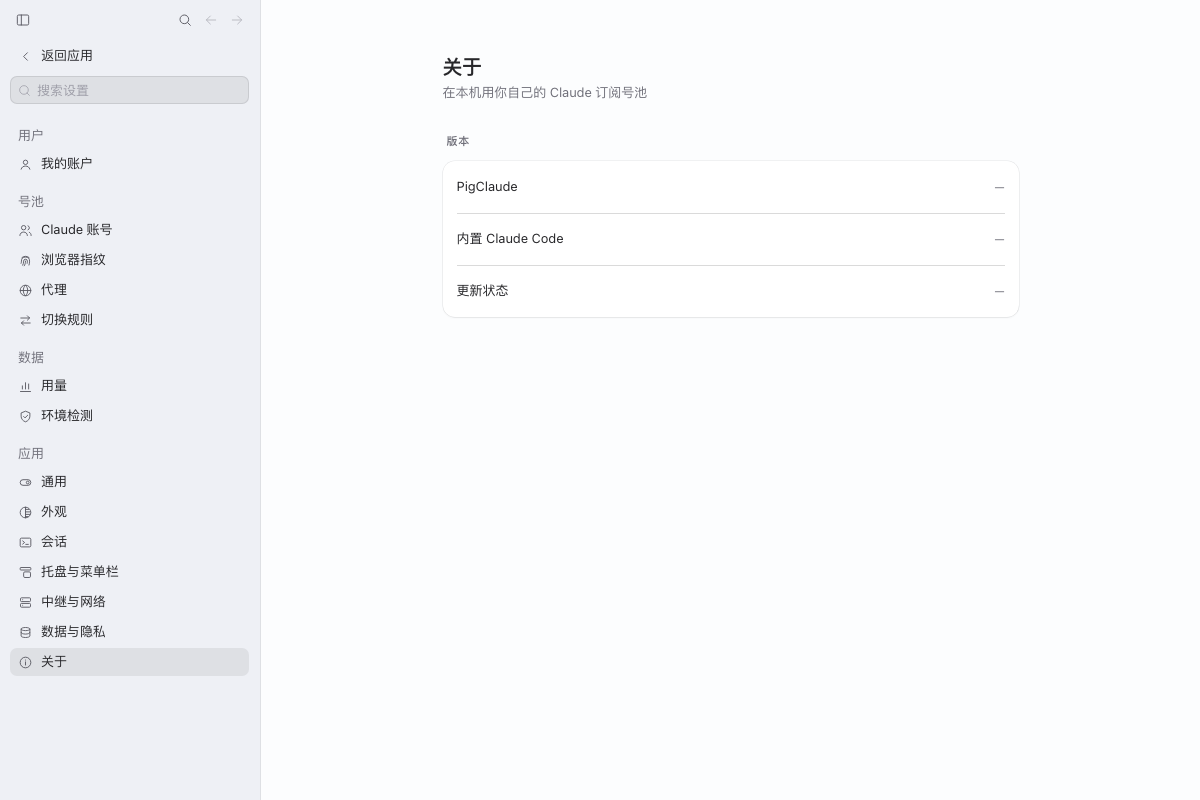 返回应用
搜索设置
用户
我的账户
号池
Claude 账号
浏览器指纹
代理
切换规则
数据
用量
环境检测
应用
通用
外观
会话
托盘与菜单栏
中继与网络
数据与隐私
关于
关于
在本机用你自己的 Claude 订阅号池
版本
PigClaude —
内置 Claude Code —
更新状态 —